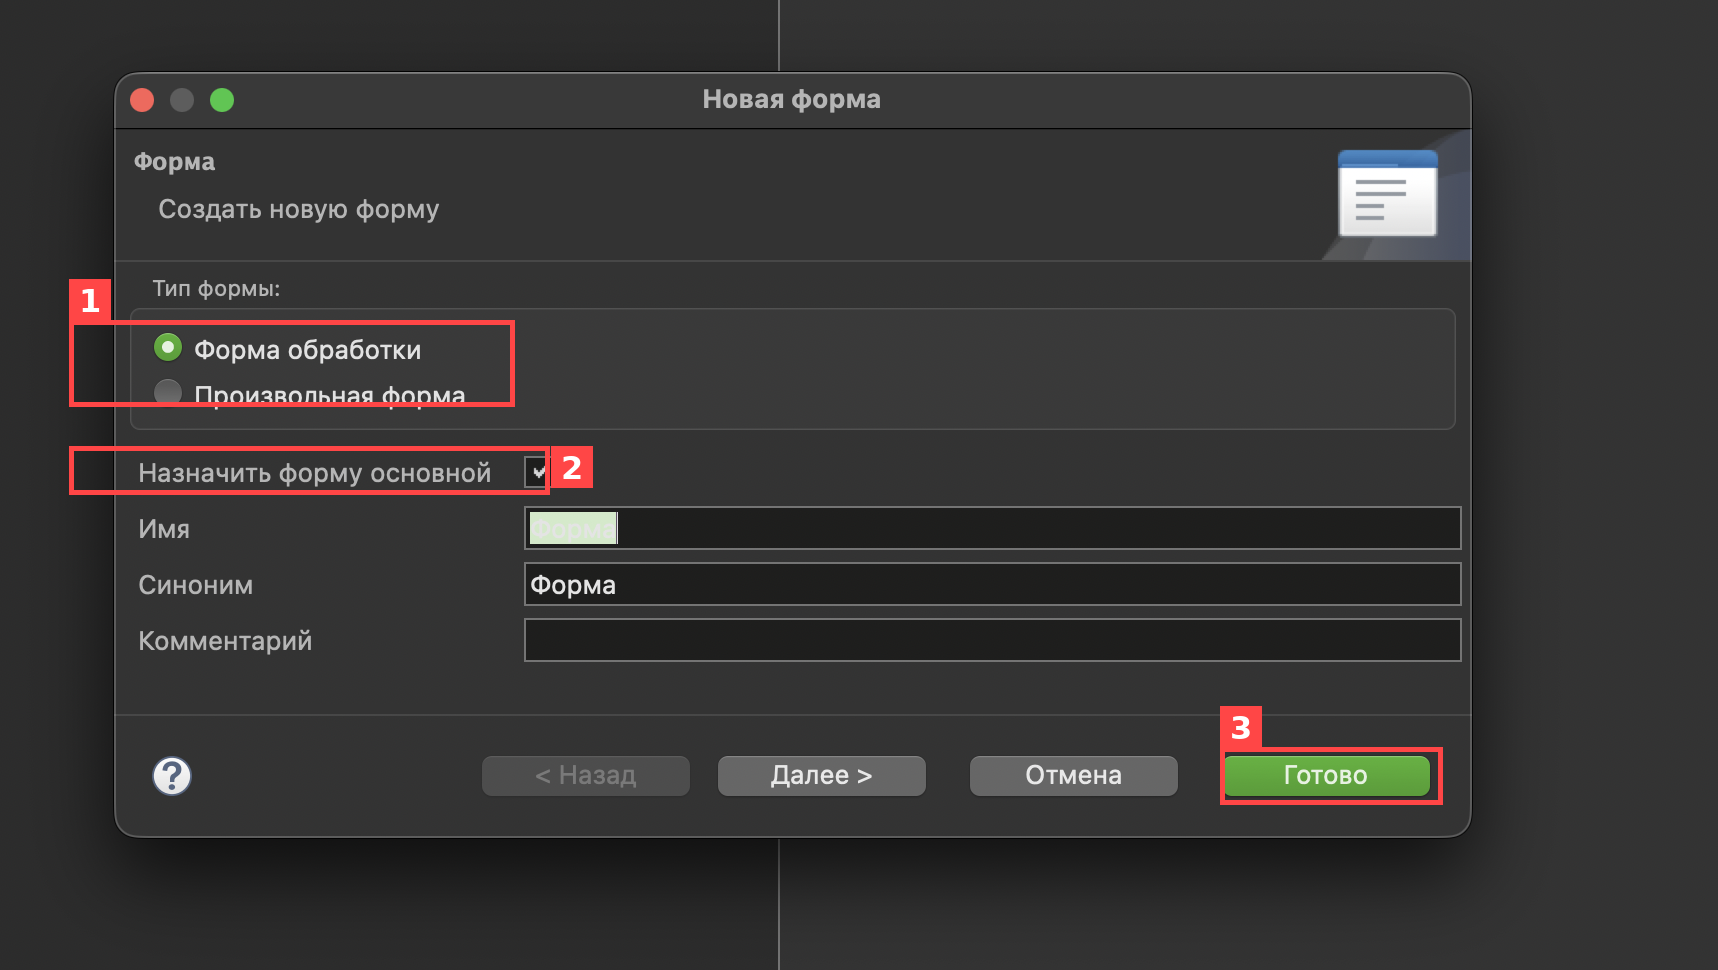 Новая форма
Форма
Создать новую форму
1
Тип формы:
Форма обработки
Произвольная форма
Назначить форму основной
2
Имя
Форма
Синоним
Форма
Комментарий
3
?
< Назад
Далее >
Отмена
Готово